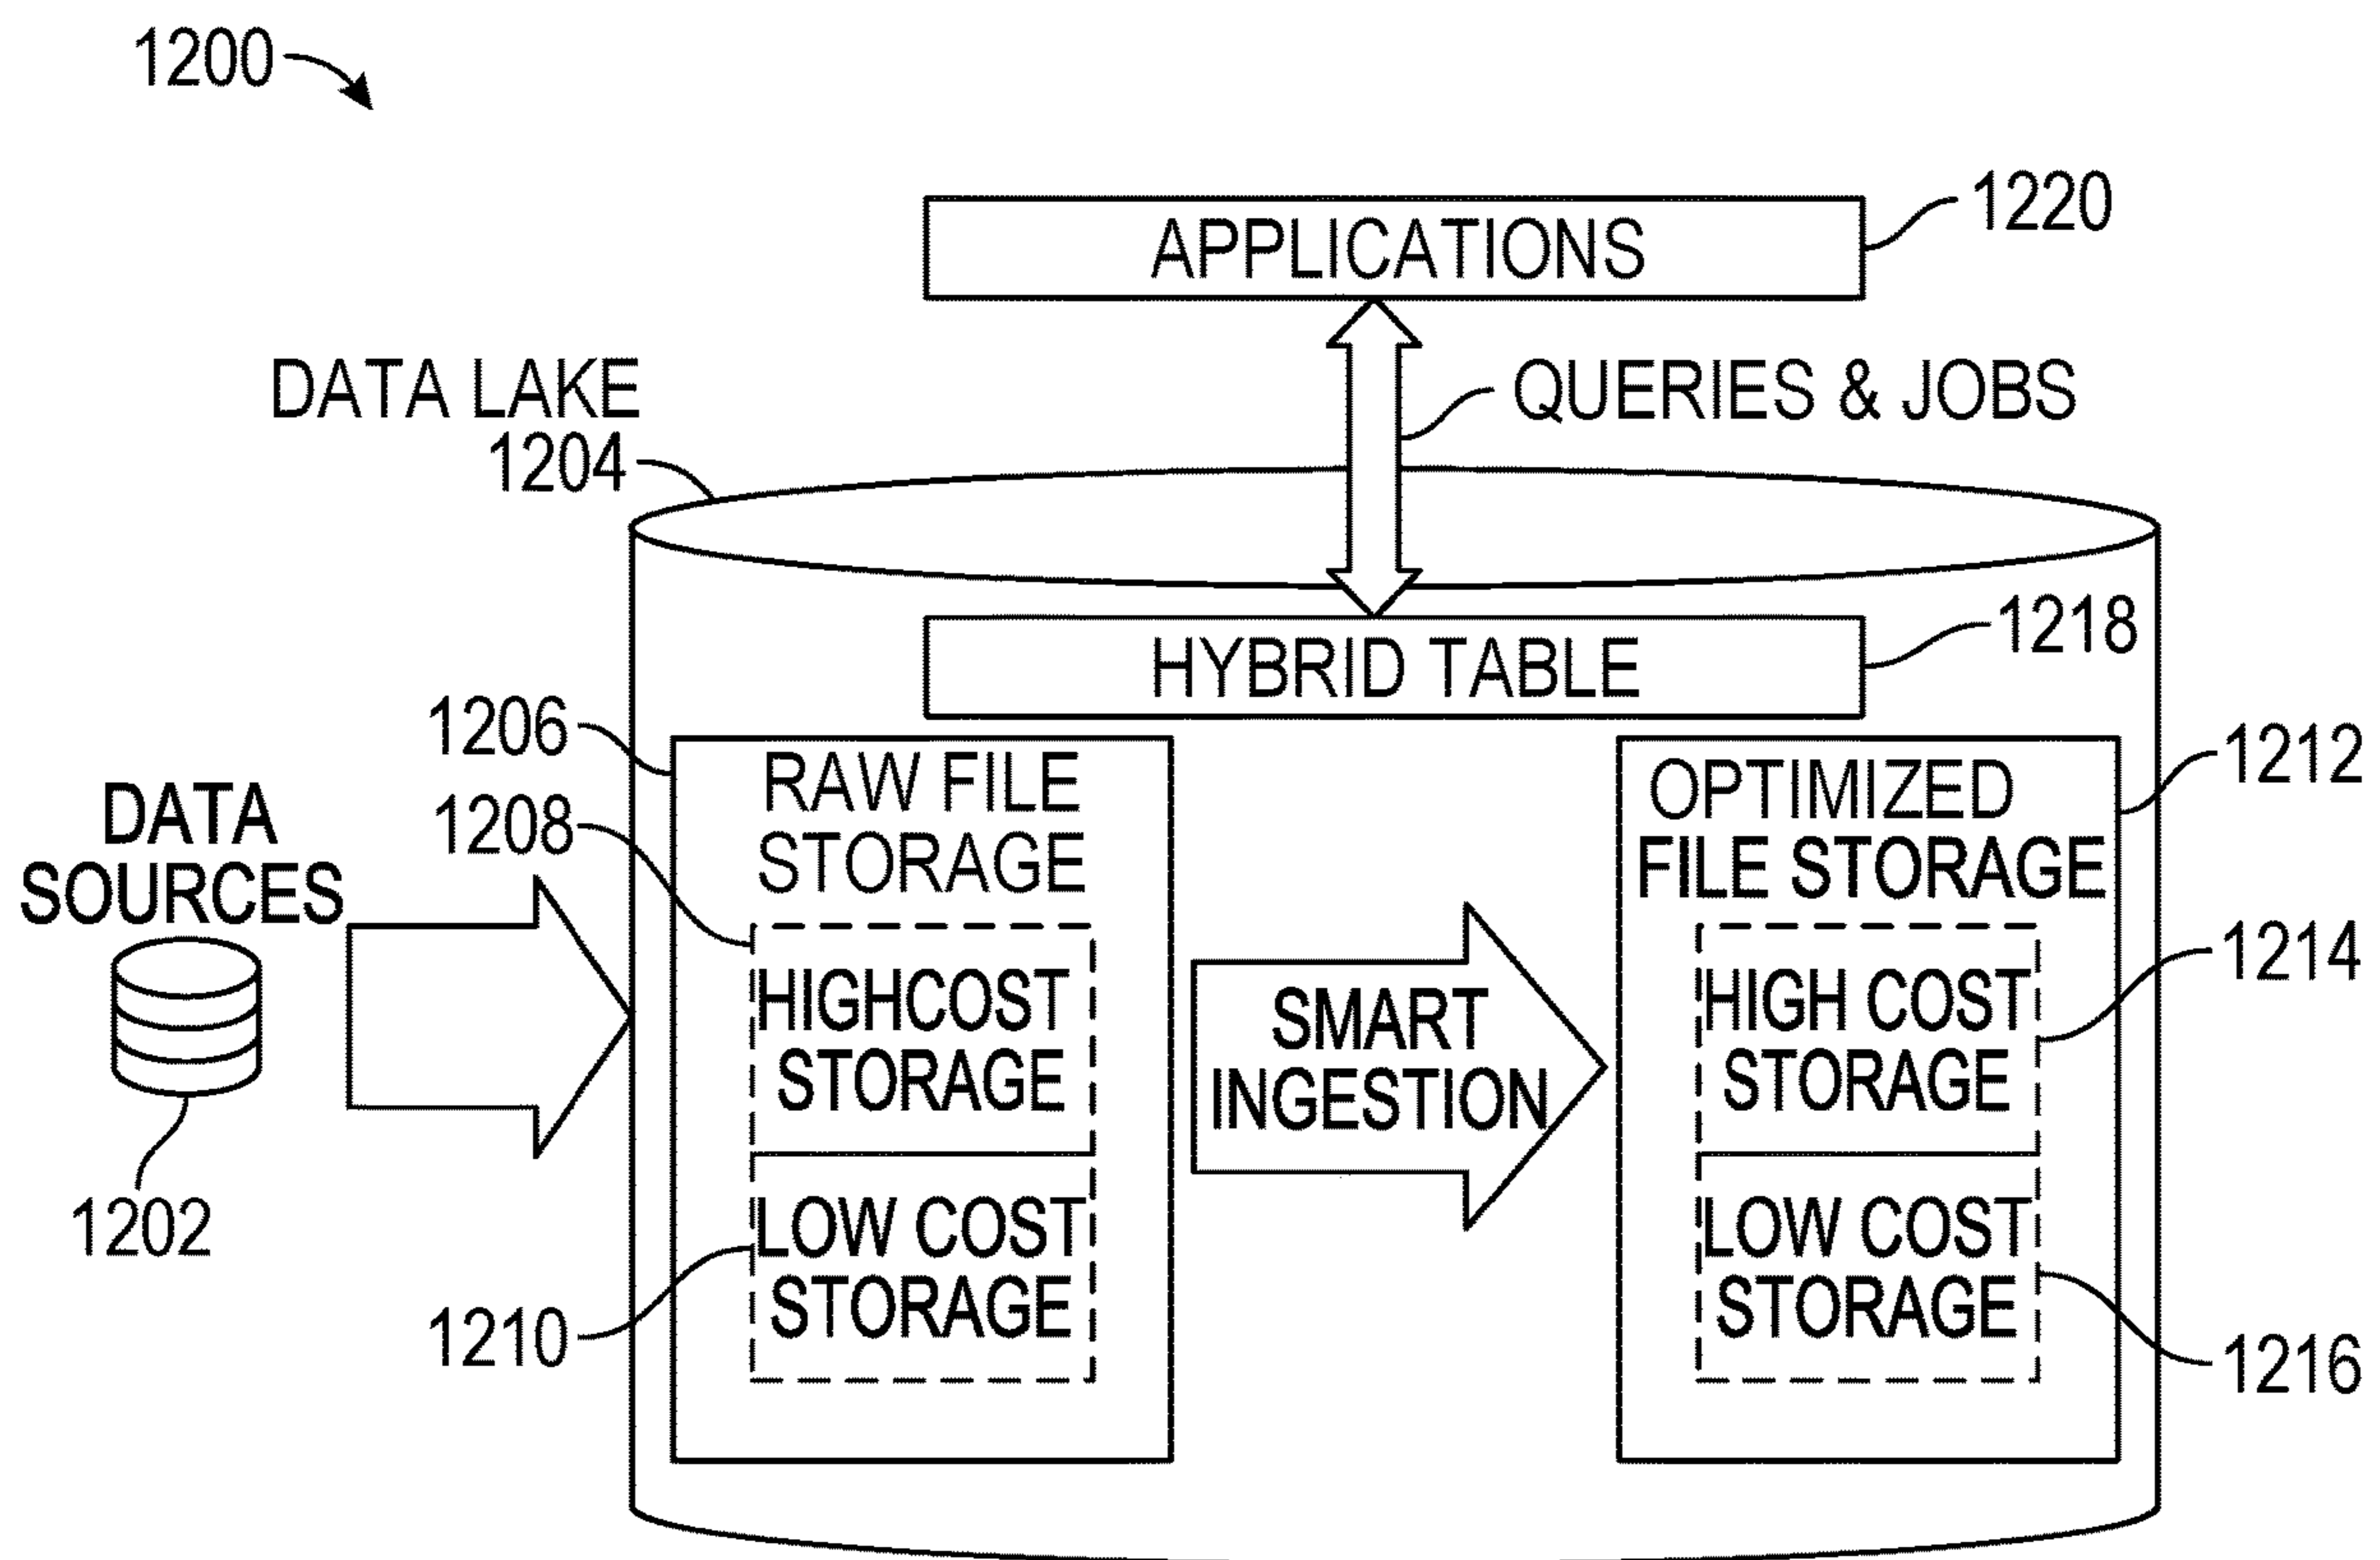 1200
1220
APPLICATIONS
DATA LAKE
1204
QUERIES & JOBS
1218
HYBRID TABLE
1206
1212
RAW FILE
STORAGE
OPTIMIZED
FILE STORAGE
1208
DATA
SOURCES
1214
HIGHCOST
STORAGE
SMART
INGESTION
HIGH COST
STORAGE
1202
LOW COST
STORAGE
LOW COST
STORAGE
1210
1216